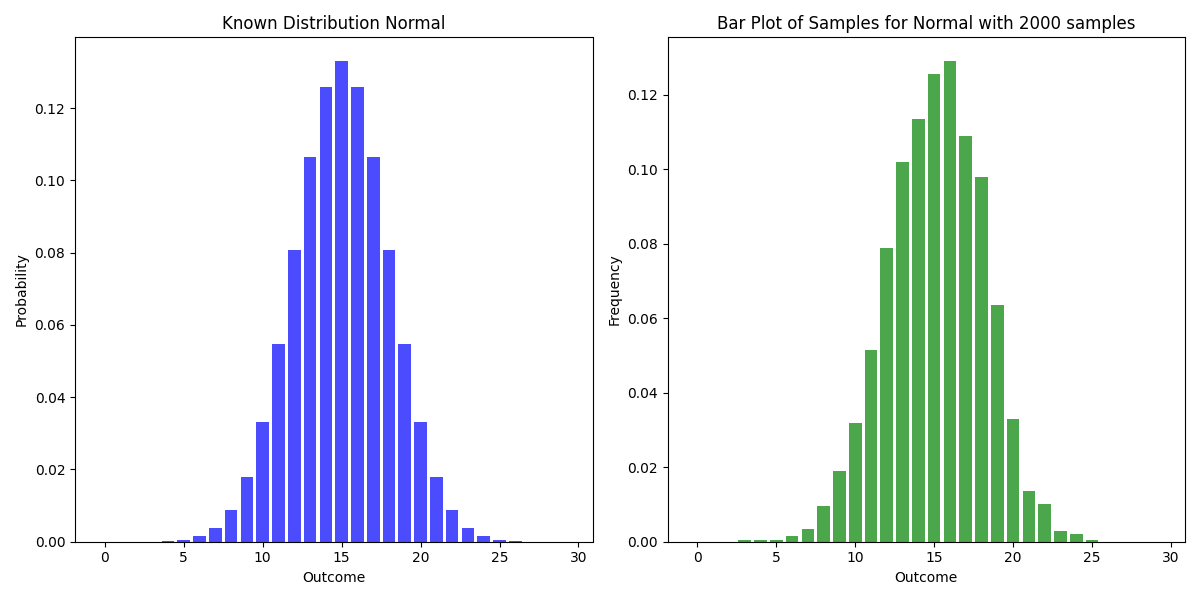 Known Distribution Normal
Probability
0.12
0.10
0.08
0.06
0.04
0.02
0.00
0 5 10 15 20 25 30
Outcome
Bar Plot of Samples for Normal with 2000 samples
Frequency
0.12
0.10
0.08
0.06
0.04
0.02
0.00
0 5 10 15 20 25 30
Outcome